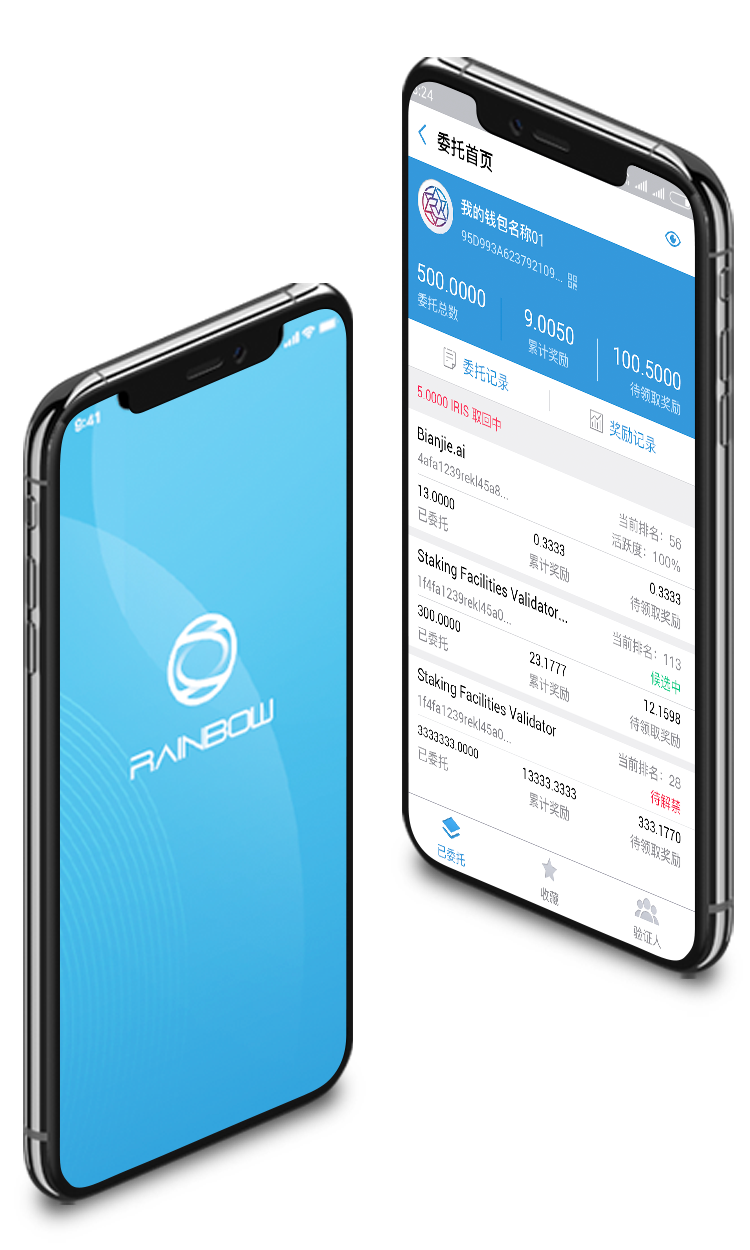 9:41
RAINBOW
:24
委托首页
我的钱包名称01
95D993A623792109...
500.0000
委托总数
9.0050
累计奖励
100.5000
待领取奖励
委托记录
奖励记录
5.0000 IRIS 取回中
Bianjie.ai
4afa1239rekl45a8...
当前排名：56
活跃度：100%
13.0000
已委托
0.3333
累计奖励
0.3333
待领取奖励
Staking Facilities Validator...
1f4fa1239rekl45a0...
当前排名：113
候选中
300.0000
已委托
23.1777
累计奖励
12.1598
待领取奖励
Staking Facilities Validator
1f4fa1239rekl45a0...
当前排名：28
待解禁
3333333.0000
已委托
13333.3333
累计奖励
333.1770
待领取奖励
已委托
收藏
验证人